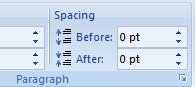 Spacing
Before: 0 pt
After: 0 pt
Paragraph